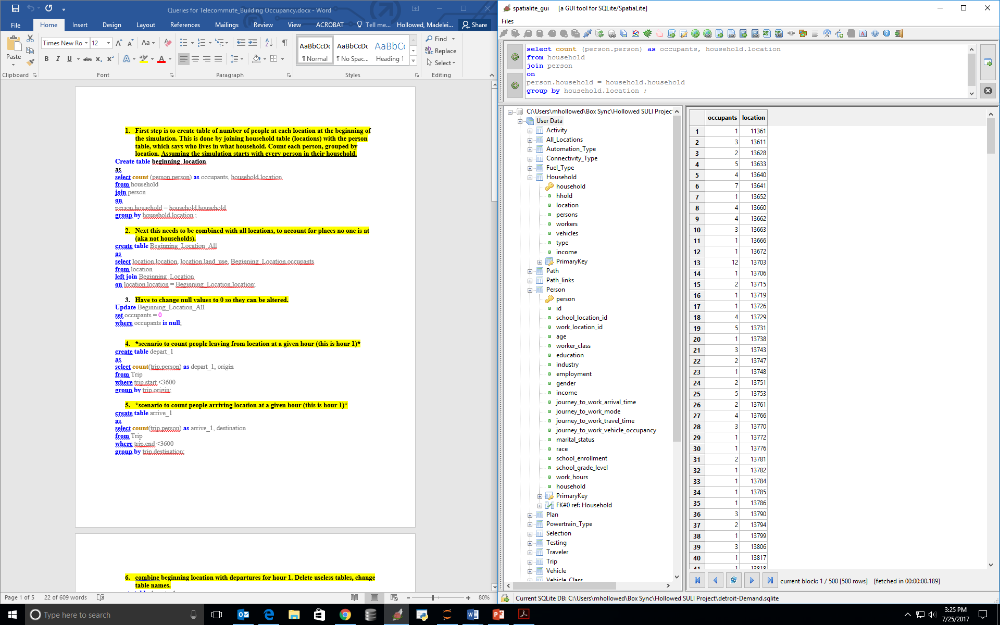 Queries for Telecommute_Building Occupancy.docx - Word
File Home Insert Design Layout References Mailings Review View ACROBAT Tell me... Hollowed, Madelei... Share
Times New Ro 12 Aa
Paste
B I U abc x₂ x² A
AaBbCcDc AaBbCcDc AaBbCc
¶ Normal ¶ No Spac... Heading 1
Find
Replace
Select
Clipboard Font Paragraph Styles Editing
1. First step is to create table of number of people at each location at the beginning of
the simulation. This is done by joining household table (locations) with the person
table, which says who lives in what household. Count each person, grouped by
location. Assuming the simulation starts with every person in their household.
Create table beginning_location
as
select count (person.person) as occupants, household.location
from household
join person
on
person.household = household.household
group by household.location ;
2. Next this needs to be combined with all locations, to account for places no one is at
(aka not households).
create table Beginning_Location_All
as
select location.location, location.land_use, Beginning_Location.occupants
from location
left join Beginning_Location
on location.location = Beginning_Location.location;
3. Have to change null values to 0 so they can be altered.
Update Beginning_Location_All
set occupants = 0
where occupants is null;
4. *scenario to count people leaving from location at a given hour (this is hour 1)*
create table depart_1
as
select count(trip.person) as depart_1, origin
from Trip
where trip.start <3600
group by trip.origin;
5. *scenario to count people arriving location at a given hour (this is hour 1)*
create table arrive_1
as
select count(trip.person) as arrive_1, destination
from Trip
where trip.end <3600
group by trip.destination;
6. combine beginning location with departures for hour 1. Delete useless tables, change
table names.
Page 1 of 5 22 of 609 words 80%
spatialite_gui [a GUI tool for SQLite/SpatiaLite]
Files
select count (person.person) as occupants, household.location
from household
join person
on
person.household = household.household
group by household.location ;
C:\Users\mhollowed\Box Sync\Hollowed SULI Projec
User Data
Activity
All_Locations
Automation_Type
Connectivity_Type
Fuel_Type
Household
household
hhold
location
persons
workers
vehicles
type
income
PrimaryKey
Path
Path_links
Person
person
id
school_location_id
work_location_id
age
worker_class
education
industry
employment
gender
income
journey_to_work_arrival_time
journey_to_work_mode
journey_to_work_travel_time
journey_to_work_vehicle_occupancy
marital_status
race
school_enrollment
school_grade_level
work_hours
household
PrimaryKey
FK#0 ref: Household
Plan
Powertrain_Type
Selection
Testing
Traveler
Trip
Vehicle
Vehicle_Class
occupants location
1 1 11361
2 3 13611
3 2 13628
4 5 13633
5 4 13640
6 7 13641
7 1 13652
8 4 13660
9 4 13662
10 3 13663
11 1 13666
12 1 13672
13 12 13703
14 1 13706
15 2 13715
16 1 13719
17 1 13726
18 4 13729
19 5 13731
20 1 13738
21 3 13743
22 2 13747
23 1 13748
24 2 13751
25 5 13753
26 2 13761
27 4 13766
28 3 13770
29 1 13772
30 1 13776
31 2 13781
32 1 13782
33 1 13784
34 1 13785
35 1 13786
36 3 13790
37 2 13794
38 1 13799
39 3 13806
40 1 13817
41 1 13818
current block: 1 / 500 [500 rows] [fetched in 00:00:00.189]
Current SQLite DB: C:\Users\mhollowed\Box Sync\Hollowed SULI Project\detroit-Demand.sqlite
Type here to search
3:25 PM
7/25/2017